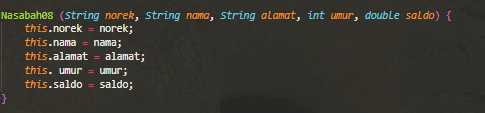 Nasabah08 (String norek, String nama, String alamat, int umur, double saldo) {
    this.norek = norek;
    this.nama = nama;
    this.alamat = alamat;
    this. umur = umur;
    this.saldo = saldo;
}